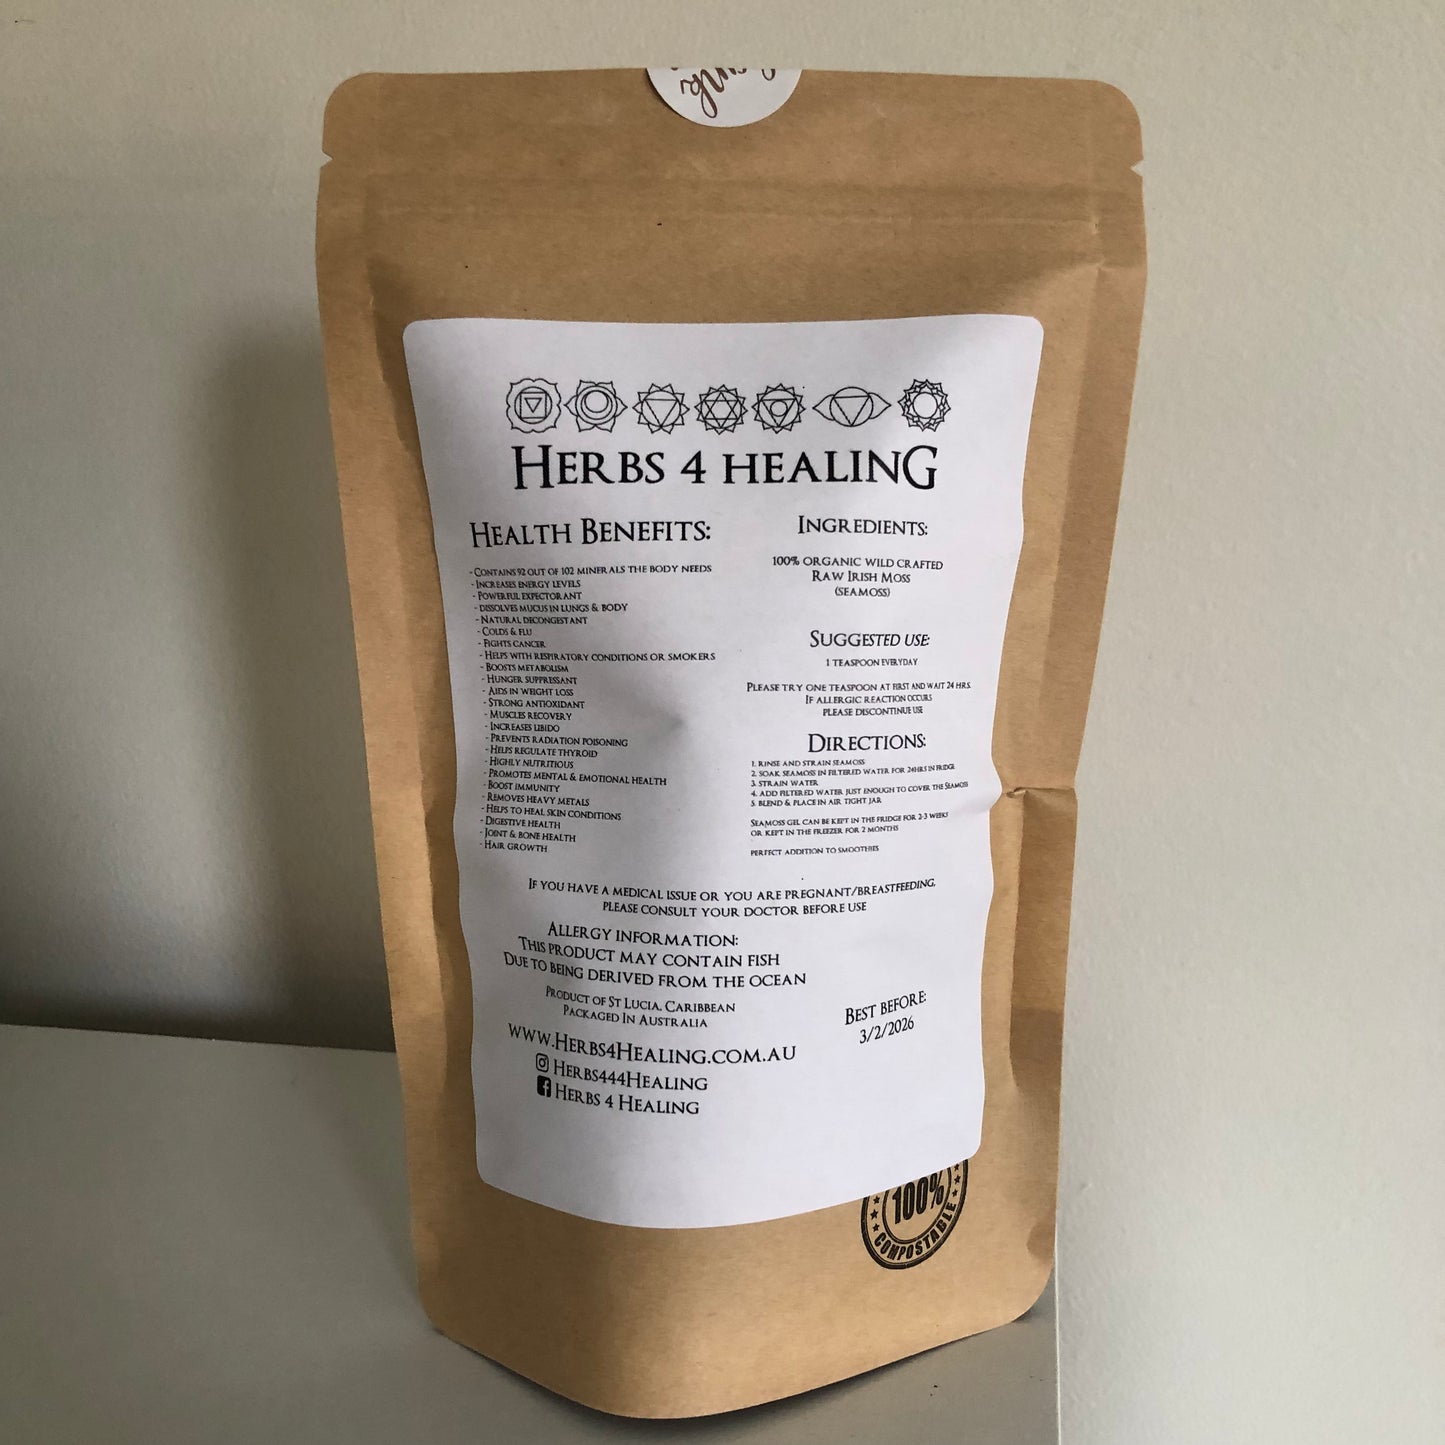 HERBS 4 HEALING
HEALTH BENEFITS:
- CONTAINS 92 OUT OF 102 MINERALS THE BODY NEEDS
- INCREASES ENERGY LEVELS
- POWERFUL EXPECTORANT
- DISSOLVES MUCUS IN LUNGS & BODY
- NATURAL DECONGESTANT
- COLDS & FLU
- FIGHTS CANCER
- HELPS WITH RESPIRATORY CONDITIONS OR SMOKERS
- BOOSTS METABOLISM
- HUNGER SUPPRESSANT
- AIDS IN WEIGHT LOSS
- STRONG ANTIOXIDANT
- MUSCLES RECOVERY
- INCREASES LIBIDO
- PREVENTS RADIATION POISONING
- HELPS REGULATE THYROID
- HIGHLY NUTRITIOUS
- PROMOTES MENTAL & EMOTIONAL HEALTH
- BOOST IMMUNITY
- REMOVES HEAVY METALS
- HELPS TO HEAL SKIN CONDITIONS
- DIGESTIVE HEALTH
- JOINT & BONE HEALTH
- HAIR GROWTH
INGREDIENTS:
100% ORGANIC WILD CRAFTED
RAW IRISH MOSS
(SEAMOSS)
SUGGESTED USE:
1 TEASPOON EVERYDAY
PLEASE TRY ONE TEASPOON AT FIRST AND WAIT 24 HRS.
IF ALLERGIC REACTION OCCURS
PLEASE DISCONTINUE USE
DIRECTIONS:
1. RINSE AND STRAIN SEAMOSS
2. SOAK SEAMOSS IN FILTERED WATER FOR 24HRS IN FRIDGE
3. STRAIN WATER
4. ADD FILTERED WATER JUST ENOUGH TO COVER THE SEAMOSS
5. BLEND & PLACE IN AIR TIGHT JAR
SEAMOSS GEL CAN BE KEPT IN THE FRIDGE FOR 2-3 WEEKS
OR KEPT IN THE FREEZER FOR 2 MONTHS
PERFECT ADDITION TO SMOOTHIES
IF YOU HAVE A MEDICAL ISSUE OR YOU ARE PREGNANT/BREASTFEEDING,
PLEASE CONSULT YOUR DOCTOR BEFORE USE
ALLERGY INFORMATION:
THIS PRODUCT MAY CONTAIN FISH
DUE TO BEING DERIVED FROM THE OCEAN
PRODUCT OF ST LUCIA, CARIBBEAN
PACKAGED IN AUSTRALIA
BEST BEFORE:
3/2/2026
WWW.HERBS4HEALING.COM.AU
HERBS444HEALING
HERBS 4 HEALING
100%
COMPOSTABLE